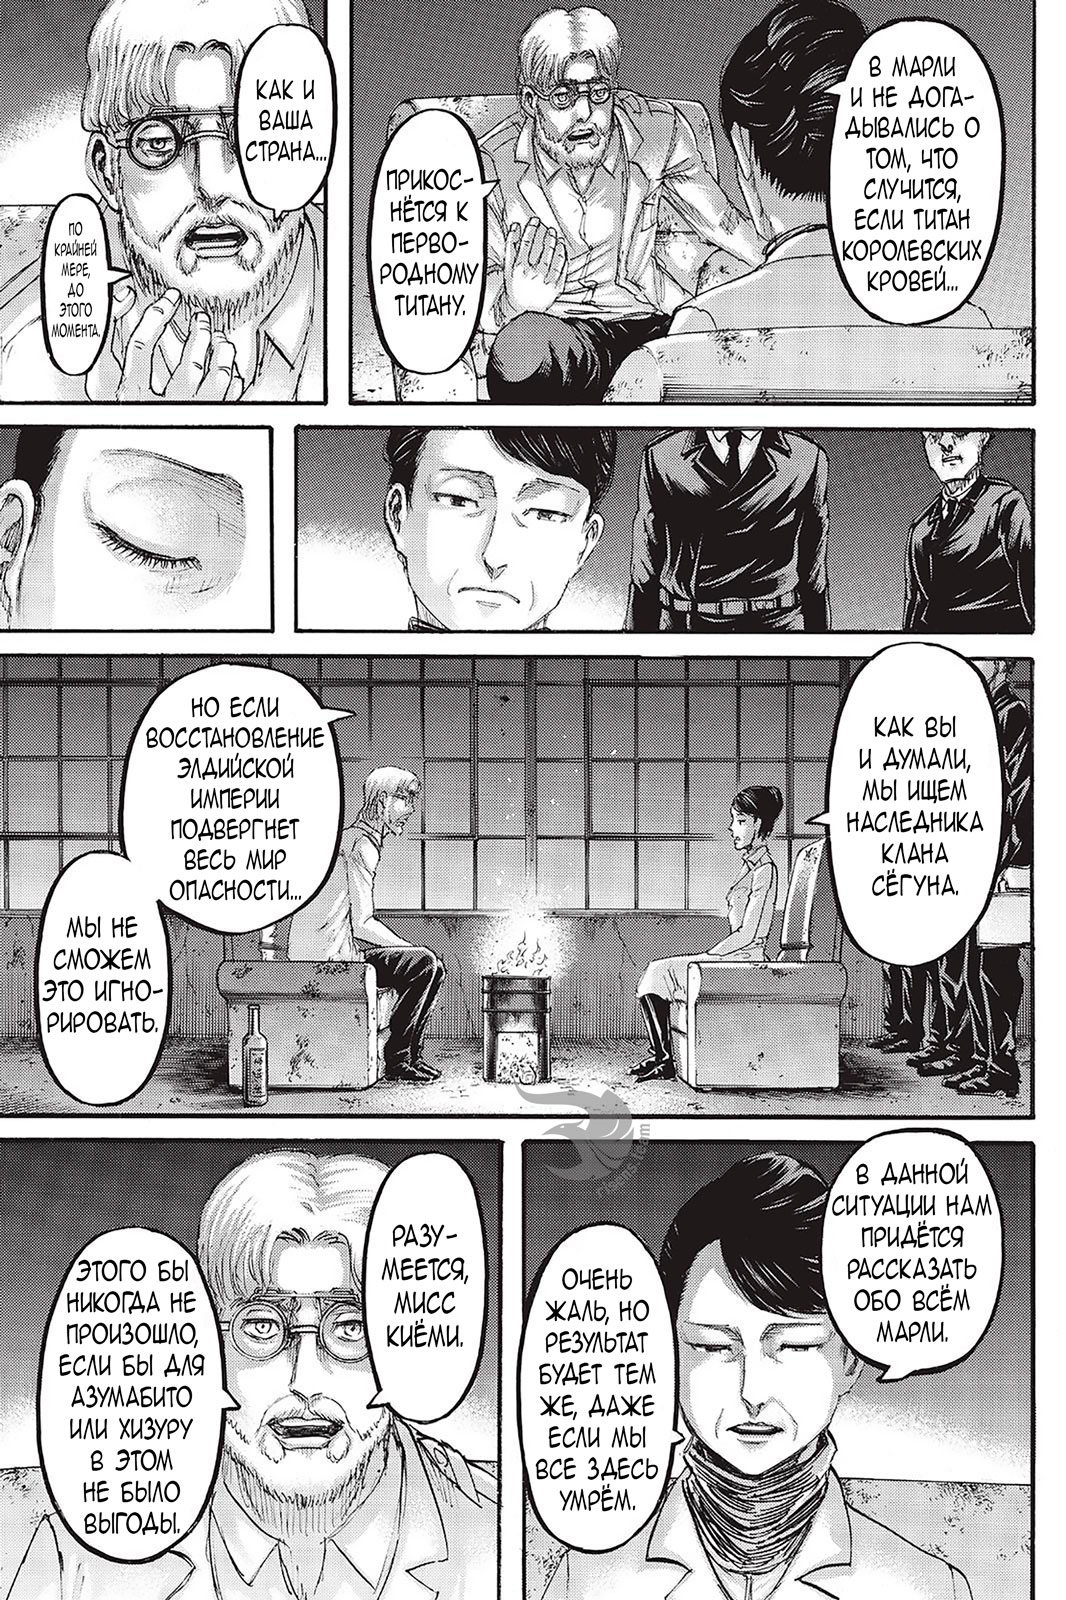 В МАРЛИ
И НЕ ДОГА-
ДЫВАЛИСЬ О
ТОМ, ЧТО
СЛУЧИТСЯ,
ЕСЛИ ТИТАН
КОРОЛЕВСКИХ
КРОВЕЙ...
ПРИКОС-
НЁТСЯ К
ПЕРВО-
РОДНОМУ
ТИТАНУ.
КАК И
ВАША
СТРАНА...
ПО
КРАЙНЕЙ
МЕРЕ,
ДО
ЭТОГО
МОМЕНТА.
КАК ВЫ
И ДУМАЛИ,
МЫ ИЩЕМ
НАСЛЕДНИКА
КЛАНА
СЁГУНА.
НО ЕСЛИ
ВОССТАНОВЛЕНИЕ
ЭЛДИЙСКОЙ
ИМПЕРИИ
ПОДВЕРГНЕТ
ВЕСЬ МИР
ОПАСНОСТИ...
МЫ НЕ
СМОЖЕМ
ЭТО ИГНО-
РИРОВАТЬ.
В ДАННОЙ
СИТУАЦИИ НАМ
ПРИДЁТСЯ
РАССКАЗАТЬ
ОБО ВСЁМ
МАРЛИ.
ОЧЕНЬ
ЖАЛЬ, НО
РЕЗУЛЬТАТ
БУДЕТ ТЕМ
ЖЕ, ДАЖЕ
ЕСЛИ МЫ
ВСЕ ЗДЕСЬ
УМРЁМ.
РАЗУ-
МЕЕТСЯ,
МИСС
КИЁМИ.
ЭТОГО БЫ
НИКОГДА НЕ
ПРОИЗОШЛО,
ЕСЛИ БЫ ДЛЯ
АЗУМАБИТО
ИЛИ ХИЗУРУ
В ЭТОМ
НЕ БЫЛО
ВЫГОДЫ.